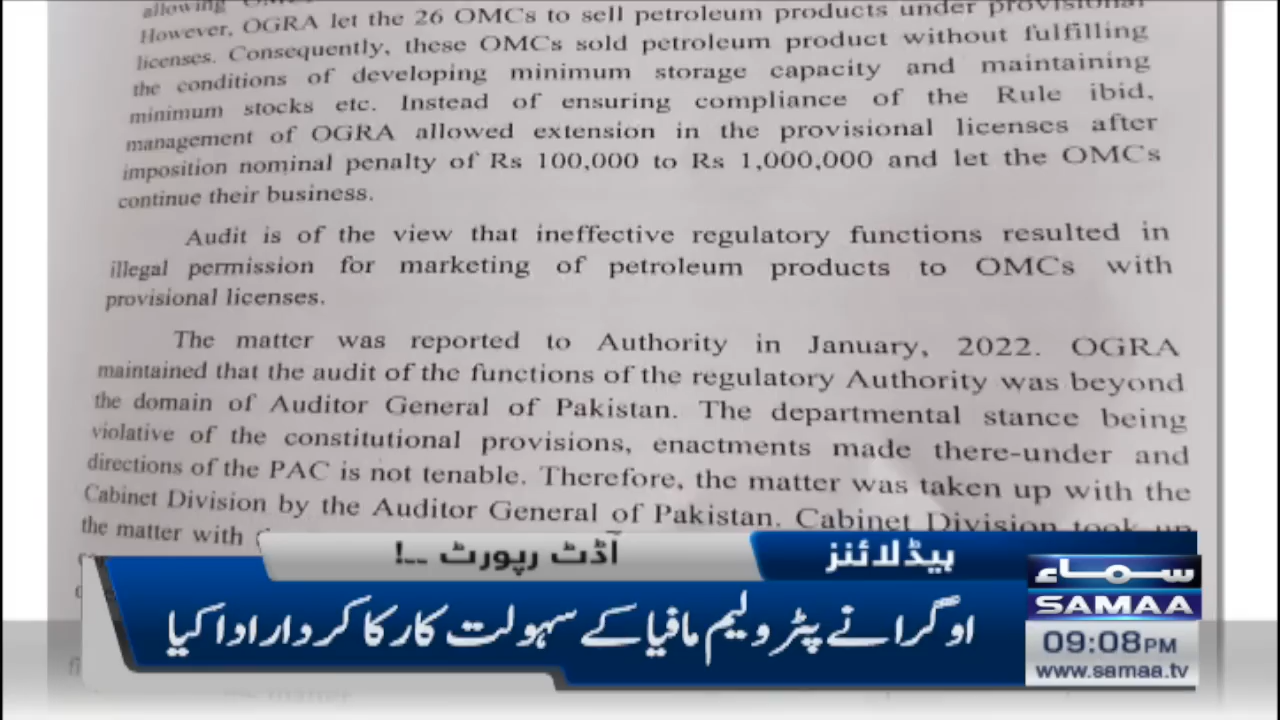 allowing
However, OGRA let the 26 OMCs to sell petroleum products under provisional
licenses. Consequently, these OMCs sold petroleum product without fulfilling
the conditions of developing minimum storage capacity and maintaining
minimum stocks etc. Instead of ensuring compliance of the Rule ibid,
management of OGRA allowed extension in the provisional licenses after
imposition nominal penalty of Rs 100,000 to Rs 1,000,000 and let the OMCs
continue their business.
Audit is of the view that ineffective regulatory functions resulted in
illegal permission for marketing of petroleum products to OMCs with
provisional licenses.
The matter was reported to Authority in January, 2022. OGRA
maintained that the audit of the functions of the regulatory Authority was beyond
the domain of Auditor General of Pakistan. The departmental stance being
violative of the constitutional provisions, enactments made there-under and
directions of the PAC is not tenable. Therefore, the matter was taken up with the
Cabinet Division by the Auditor General of Pakistan. Cabinet Division took up
the matter with
ہیڈلائنز
آڈٹ رپورٹ ...!
اوگرا نے پٹرولیم مافیا کے سہولت کار کا کردار ادا کیا
سماء
SAMAA
09:08PM
www.samaa.tv